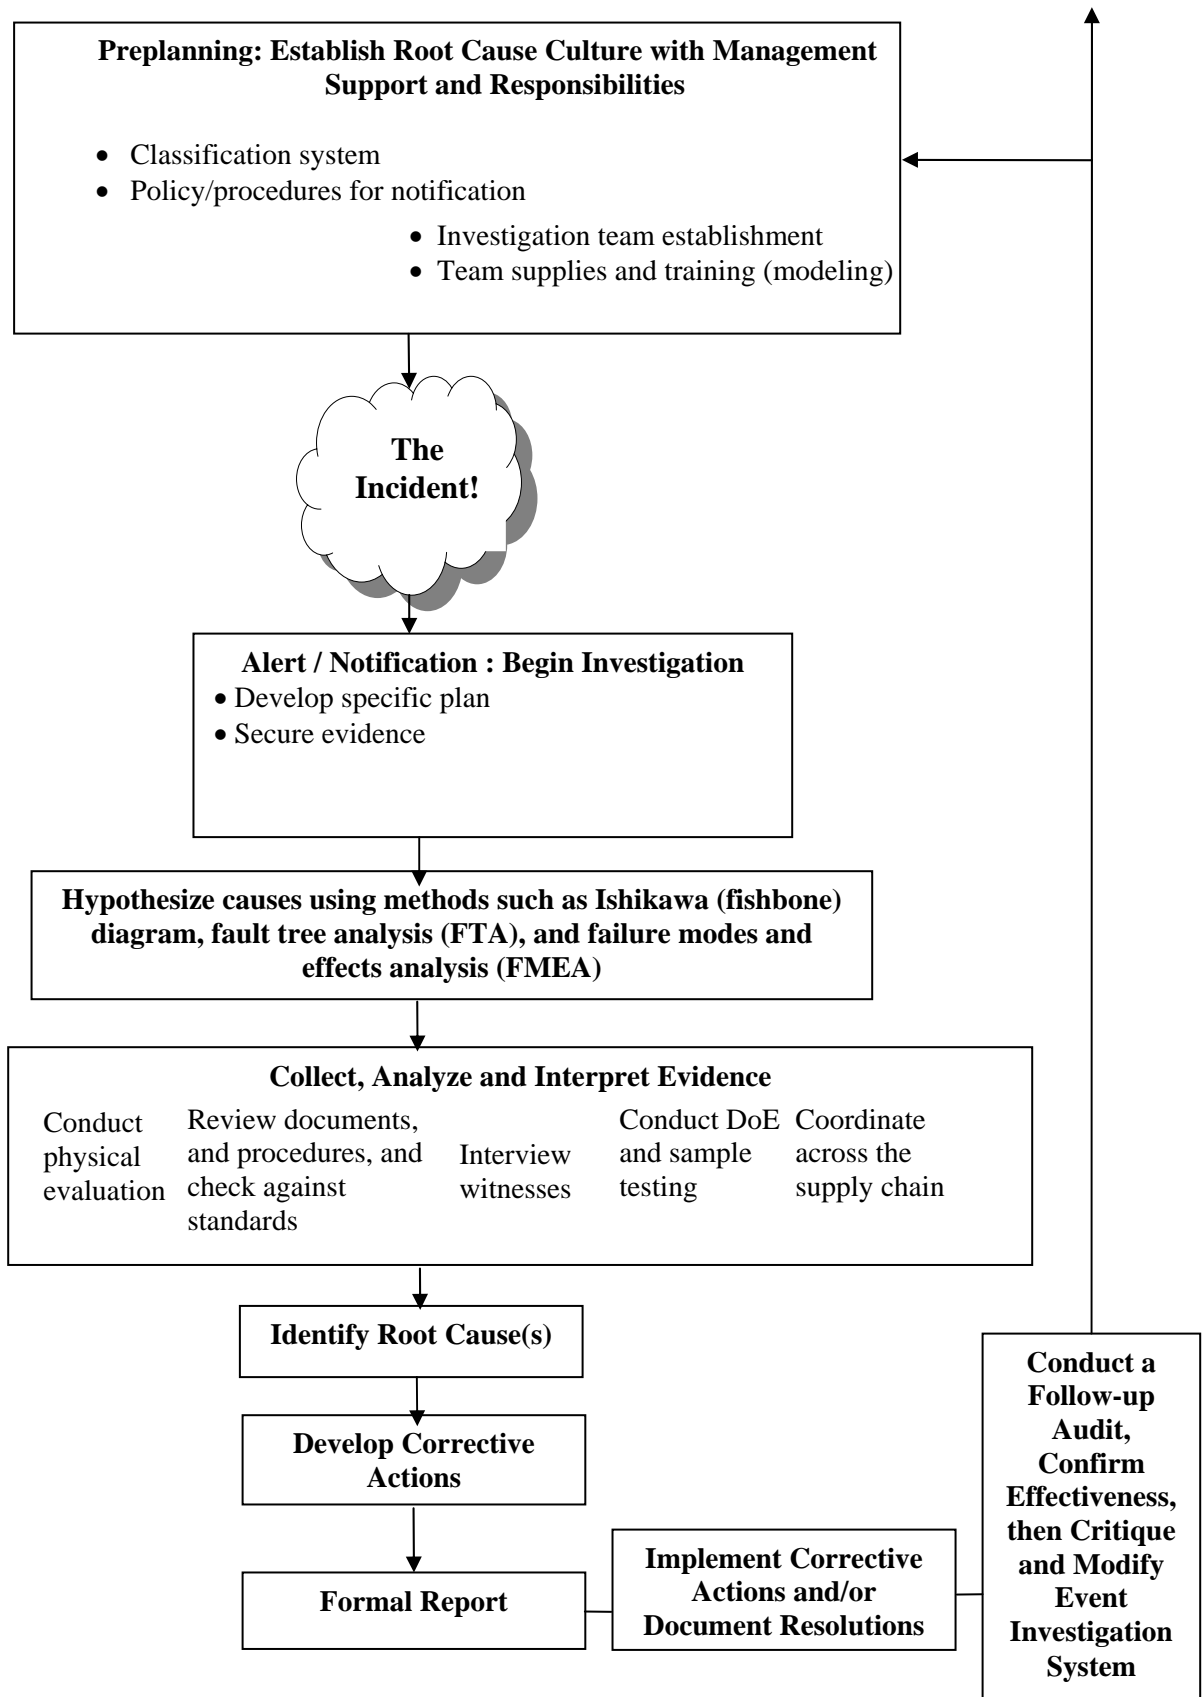 Preplanning: Establish Root Cause Culture with Management
Support and Responsibilities
• Classification system
• Policy/procedures for notification
• Investigation team establishment
• Team supplies and training (modeling)
The
Incident!
Alert / Notification : Begin Investigation
• Develop specific plan
• Secure evidence
Hypothesize causes using methods such as Ishikawa (fishbone)
diagram, fault tree analysis (FTA), and failure modes and
effects analysis (FMEA)
Collect, Analyze and Interpret Evidence
Conduct
physical
evaluation
Review documents,
and procedures, and
check against
standards
Interview
witnesses
Conduct DoE
and sample
testing
Coordinate
across the
supply chain
Identify Root Cause(s)
Develop Corrective
Actions
Formal Report
Implement Corrective
Actions and/or
Document Resolutions
Conduct a
Follow-up
Audit,
Confirm
Effectiveness,
then Critique
and Modify
Event
Investigation
System